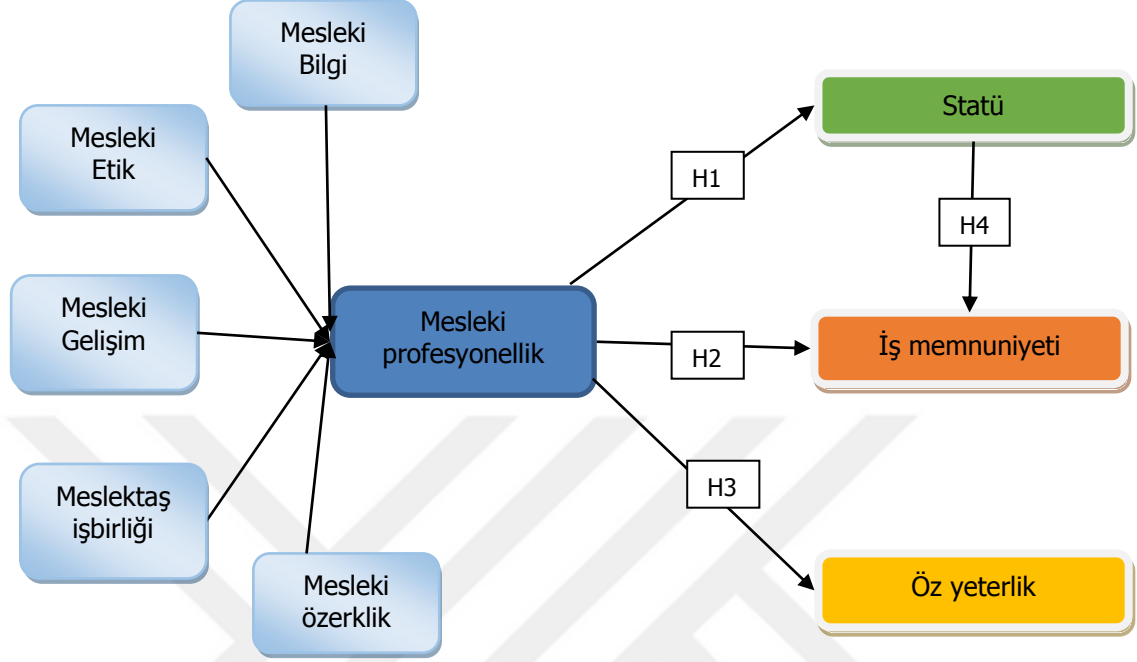 Mesleki
Bilgi
Mesleki
Etik
Mesleki
Gelişim
Meslektaş
işbirliği
Mesleki
özerklik
Mesleki
profesyonellik
H1
H2
H3
H4
Statü
İş memnuniyeti
Öz yeterlik